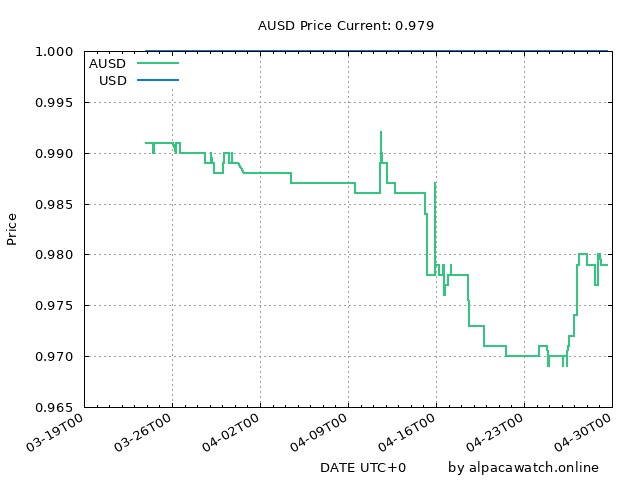 AUSD Price Current: 0.979
1.000
0.995
0.990
0.985
0.980
0.975
0.970
0.965
Price
AUSD
USD
03-19T00
03-26T00
04-02T00
04-09T00
04-16T00
04-23T00
04-30T00
DATE UTC+0 by alpacawatch.online